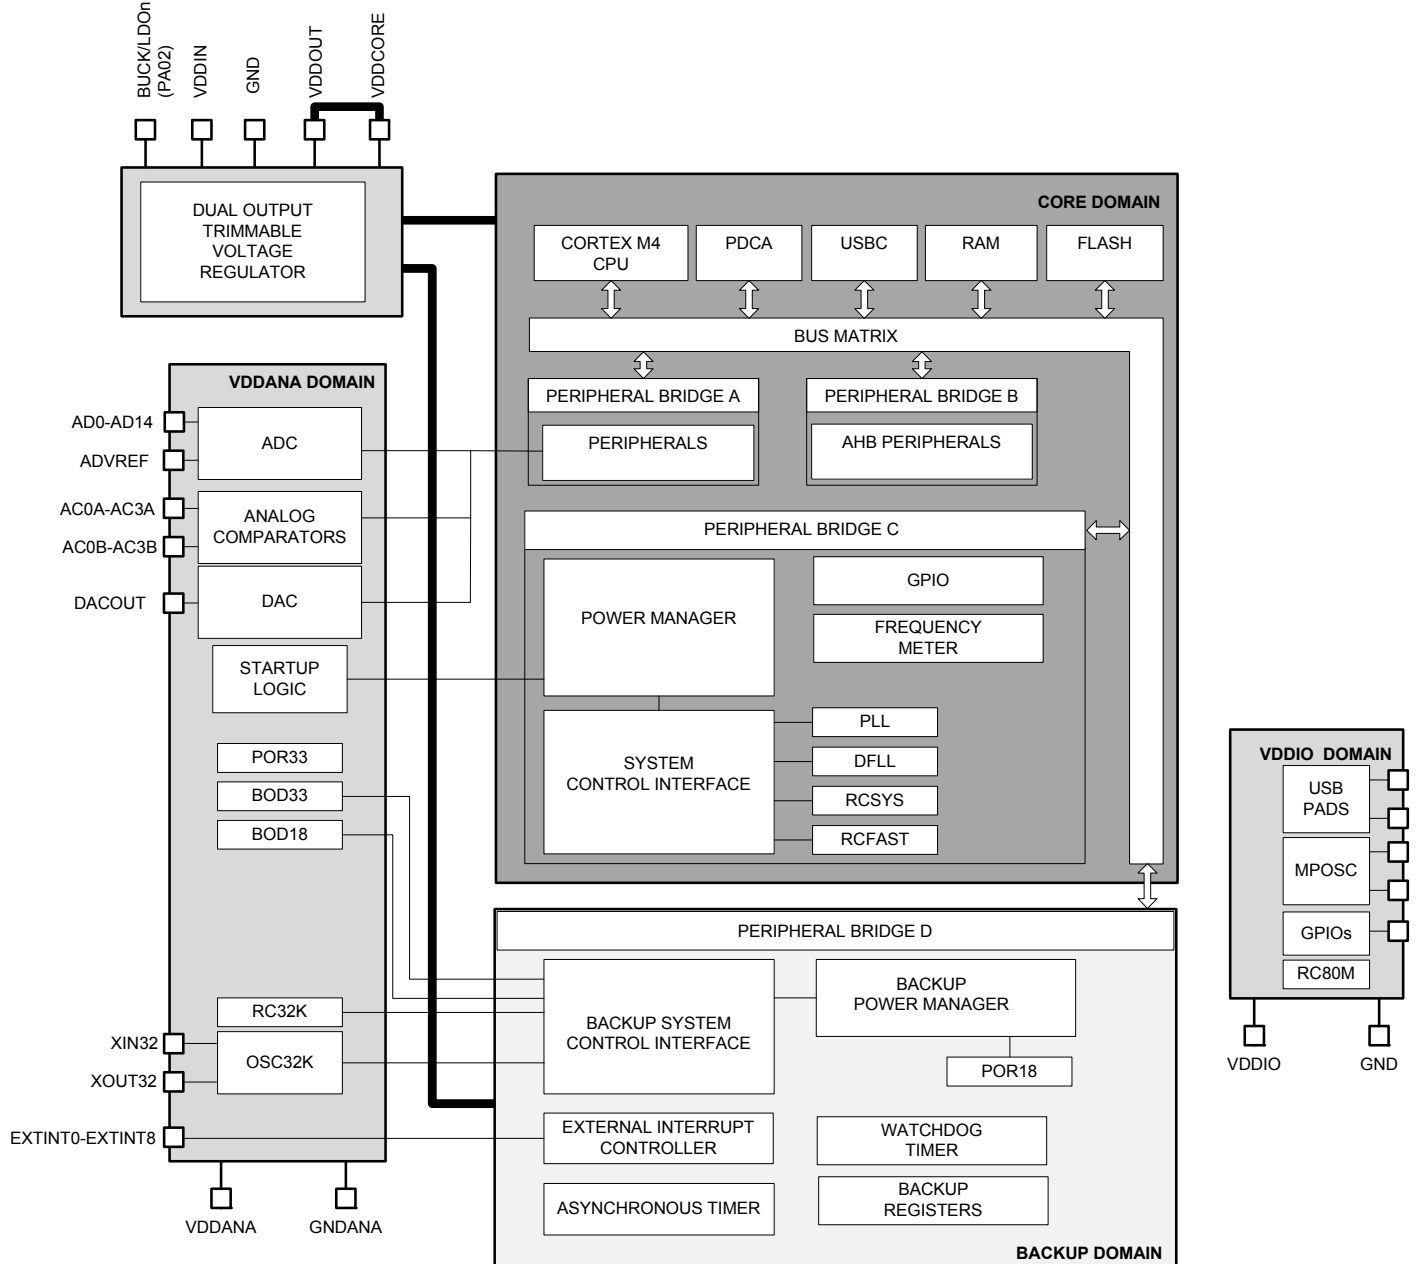 BUCK/LDOn
(PA02)
VDDIN
GND
VDDOUT
VDDCORE
DUAL OUTPUT
TRIMMABLE
VOLTAGE
REGULATOR
CORE DOMAIN
CORTEX M4
CPU
PDCA
USBC
RAM
FLASH
BUS MATRIX
PERIPHERAL BRIDGE A
PERIPHERALS
PERIPHERAL BRIDGE B
AHB PERIPHERALS
PERIPHERAL BRIDGE C
POWER MANAGER
GPIO
FREQUENCY
METER
SYSTEM
CONTROL INTERFACE
PLL
DFLL
RCSYS
RCFAST
VDDANA DOMAIN
AD0-AD14
ADVREF
ADC
AC0A-AC3A
AC0B-AC3B
ANALOG
COMPARATORS
DACOUT
DAC
STARTUP
LOGIC
POR33
BOD33
BOD18
RC32K
XIN32
XOUT32
OSC32K
EXTINT0-EXTINT8
VDDANA
GNDANA
PERIPHERAL BRIDGE D
BACKUP SYSTEM
CONTROL INTERFACE
BACKUP
POWER MANAGER
POR18
EXTERNAL INTERRUPT
CONTROLLER
WATCHDOG
TIMER
ASYNCHRONOUS TIMER
BACKUP
REGISTERS
BACKUP DOMAIN
VDDIO DOMAIN
USB
PADS
MPOSC
GPIOs
RC80M
VDDIO
GND